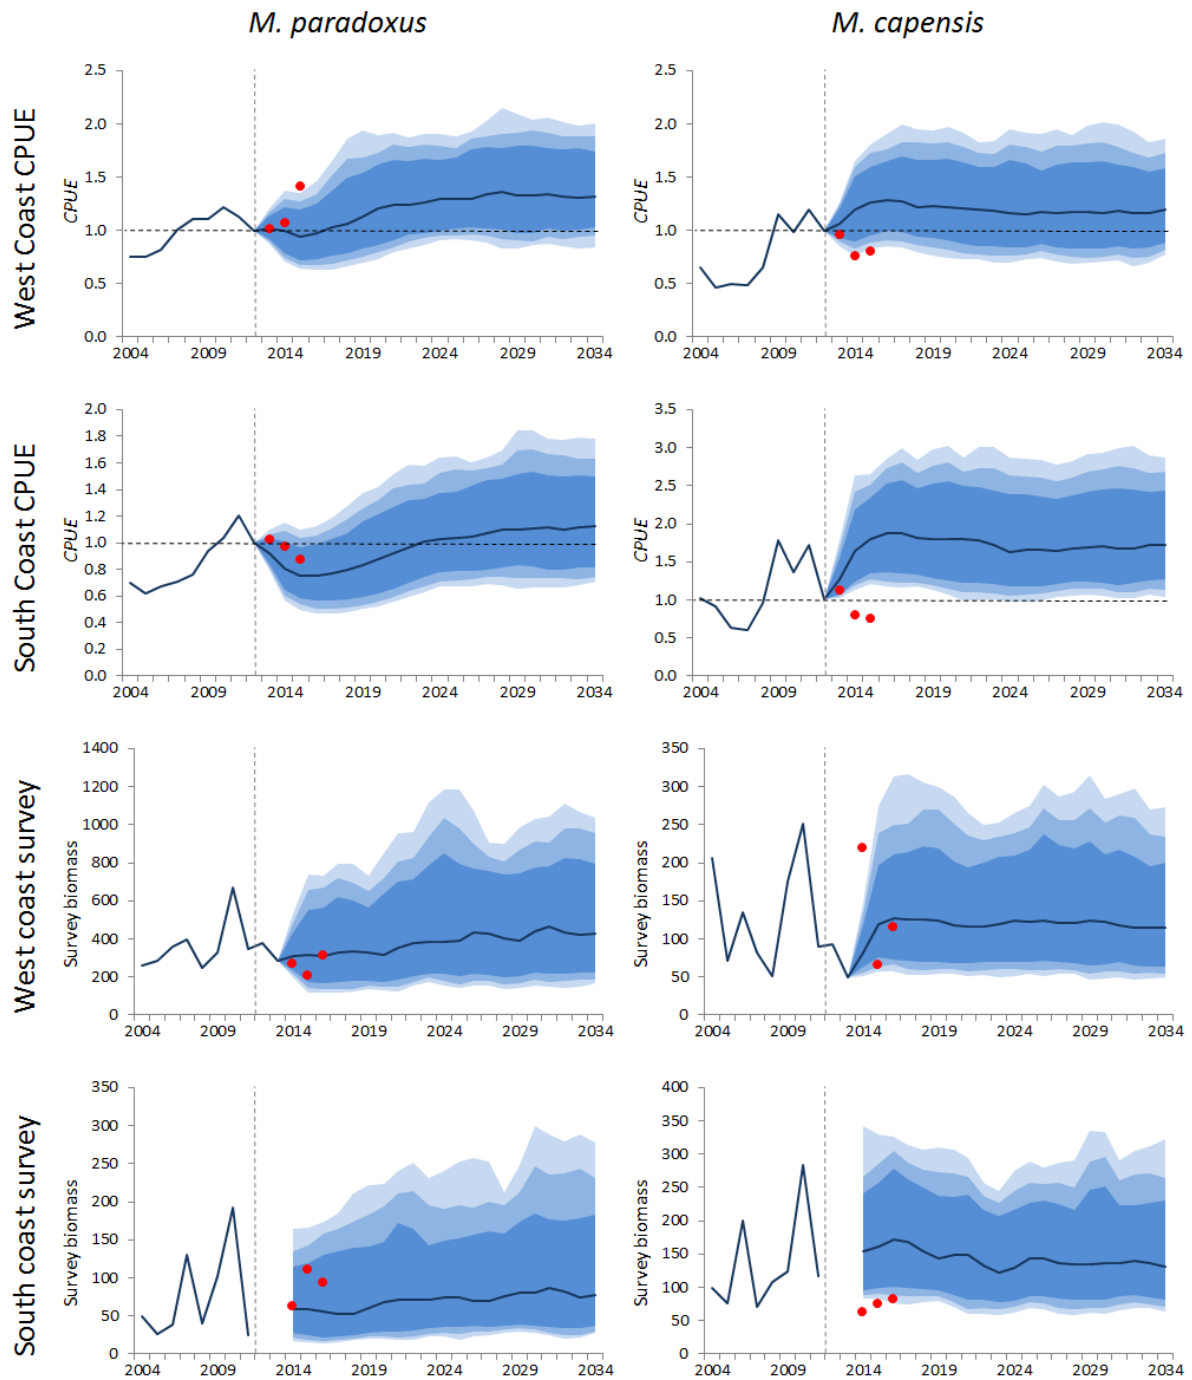 M. paradoxus
M. capensis
West Coast CPUE
CPUE
2.5
2.0
1.5
1.0
0.5
0.0
2004 2009 2014 2019 2024 2029 2034
CPUE
2.5
2.0
1.5
1.0
0.5
0.0
2004 2009 2014 2019 2024 2029 2034
South Coast CPUE
CPUE
2.0
1.8
1.6
1.4
1.2
1.0
0.8
0.6
0.4
0.2
0.0
2004 2009 2014 2019 2024 2029 2034
CPUE
3.5
3.0
2.5
2.0
1.5
1.0
0.5
0.0
2004 2009 2014 2019 2024 2029 2034
West coast survey
Survey biomass
1400
1200
1000
800
600
400
200
0
2004 2009 2014 2019 2024 2029 2034
Survey biomass
350
300
250
200
150
100
50
0
2004 2009 2014 2019 2024 2029 2034
South coast survey
Survey biomass
350
300
250
200
150
100
50
0
2004 2009 2014 2019 2024 2029 2034
Survey biomass
400
350
300
250
200
150
100
50
0
2004 2009 2014 2019 2024 2029 2034